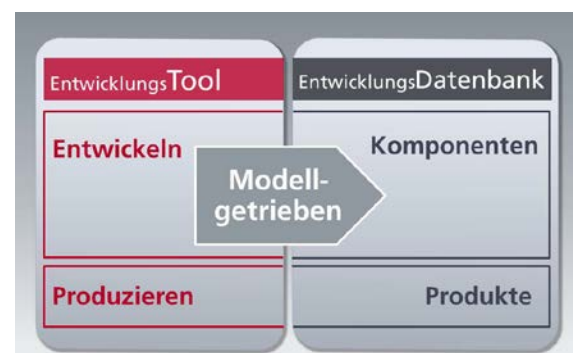 EntwicklungsTool
EntwicklungsDatenbank
Entwickeln
Komponenten
Modell-
getrieben
Produzieren
Produkte